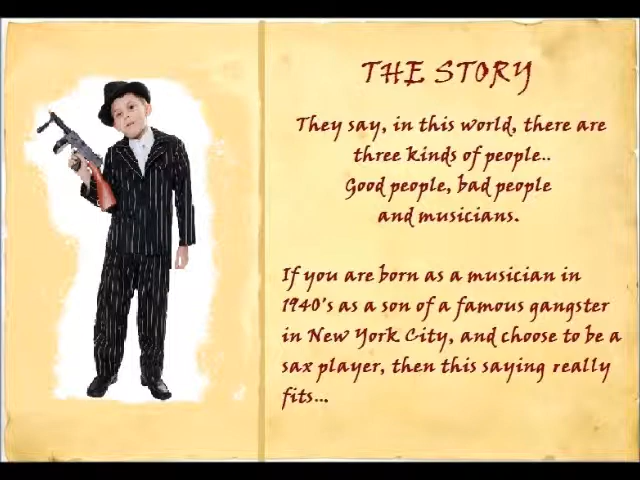 THE STORY
They say, in this world, there are
three kinds of people..
Good people, bad people
and musicians.
If you are born as a musician in
1940's as a son of a famous gangster
in New York City, and choose to be a
sax player, then this saying really
fits...